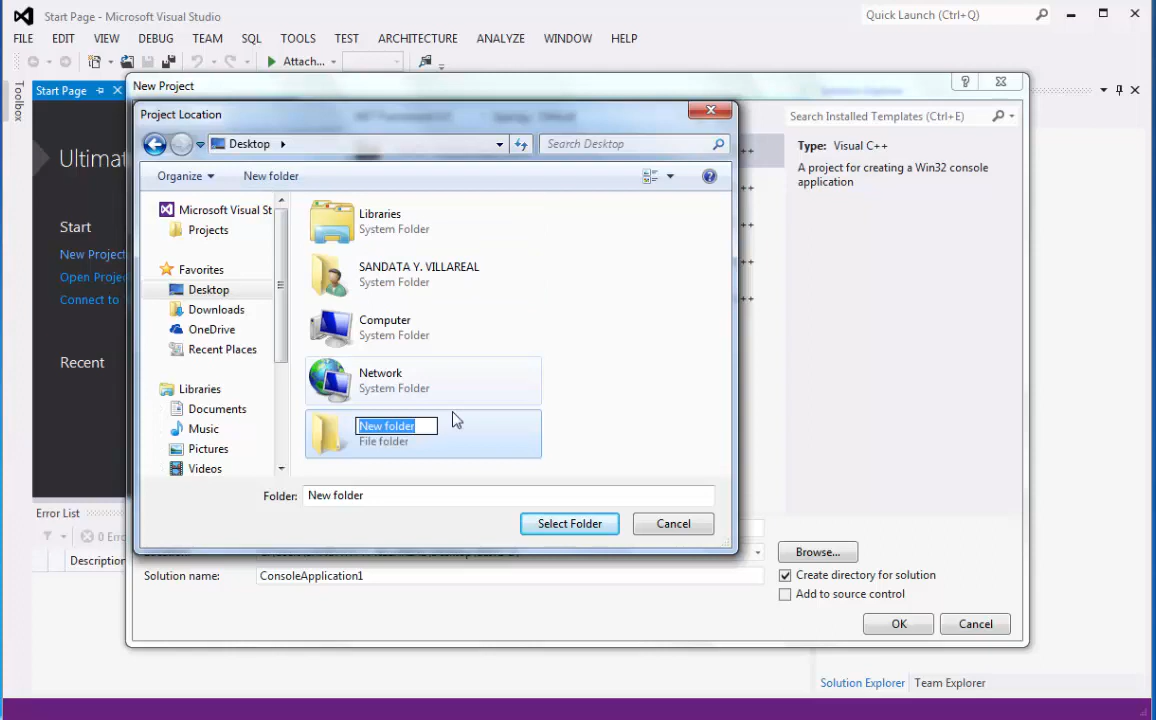 Start Page - Microsoft Visual Studio
Quick Launch (Ctrl+Q)
FILE EDIT VIEW DEBUG TEAM SQL TOOLS TEST ARCHITECTURE ANALYZE WINDOW HELP
Attach...
Toolbox
Start Page
New Project
Project Location
Search Installed Templates (Ctrl+E)
Desktop
Search Desktop
Type: Visual C++
A project for creating a Win32 console
application
Organize
New folder
Ultimat
Start
New Project
Open Proje
Connect to
Recent
Microsoft Visual St
Projects
Favorites
Desktop
Downloads
OneDrive
Recent Places
Libraries
Documents
Music
Pictures
Videos
Libraries
System Folder
SANDATA Y. VILLAREAL
System Folder
Computer
System Folder
Network
System Folder
New folder
File folder
++
++
++
++
++
Folder: New folder
Select Folder
Cancel
Error List
0 Erro
Description
Browse...
Solution name: ConsoleApplication1
Create directory for solution
Add to source control
OK
Cancel
Solution Explorer
Team Explorer